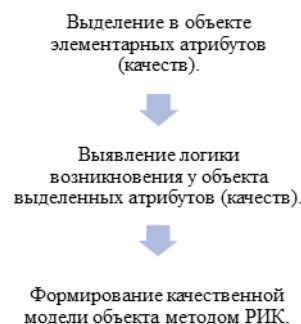 Выделение в объекте
элементарных атрибутов
(качеств).
Выявление логики
возникновения у объекта
выделенных атрибутов (качеств).
Формирование качественной
модели объекта методом РИК.